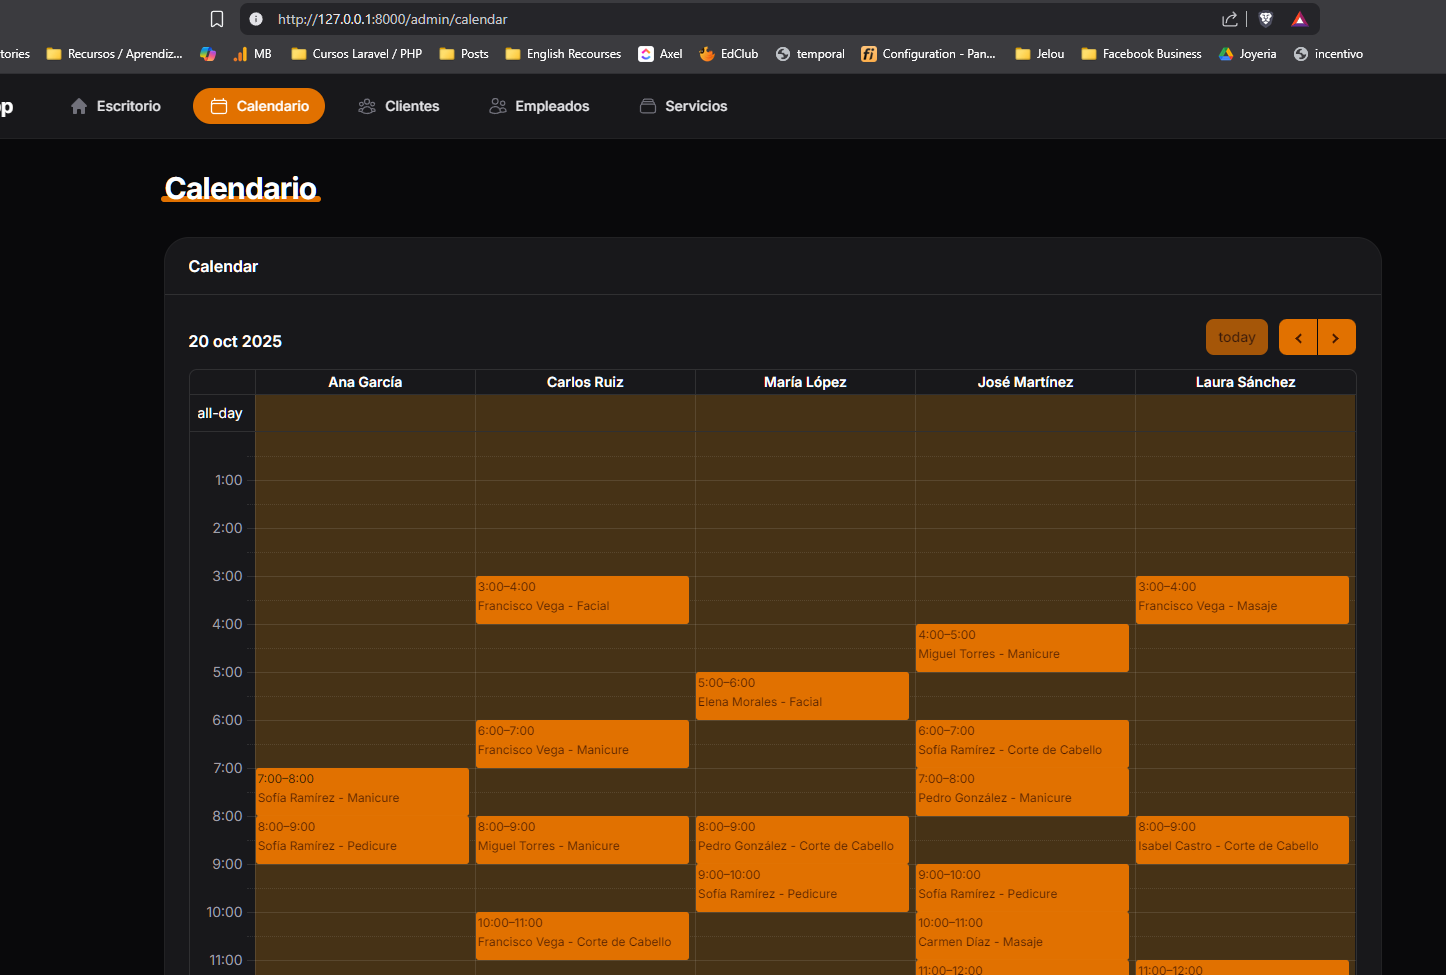 http://127.0.0.1:8000/admin/calendar
tories Recursos / Aprendiz... MB Cursos Laravel / PHP Posts English Recourses Axel EdClub temporal Configuration - Pan... Jelou Facebook Business Joyeria incentivo
p Escritorio Calendario Clientes Empleados Servicios
Calendario
Calendar
20 oct 2025 today
Ana García Carlos Ruiz María López José Martínez Laura Sánchez
all-day
1:00
2:00
3:00
3:00–4:00
Francisco Vega - Facial
3:00–4:00
Francisco Vega - Masaje
4:00
4:00–5:00
Miguel Torres - Manicure
5:00
5:00–6:00
Elena Morales - Facial
6:00
6:00–7:00
Francisco Vega - Manicure
6:00–7:00
Sofía Ramírez - Corte de Cabello
7:00
7:00–8:00
Sofía Ramírez - Manicure
7:00–8:00
Pedro González - Manicure
8:00
8:00–9:00
Sofía Ramírez - Pedicure
8:00–9:00
Miguel Torres - Manicure
8:00–9:00
Pedro González - Corte de Cabello
8:00–9:00
Isabel Castro - Corte de Cabello
9:00
9:00–10:00
Sofía Ramírez - Pedicure
9:00–10:00
Sofía Ramírez - Pedicure
10:00
10:00–11:00
Francisco Vega - Corte de Cabello
10:00–11:00
Carmen Díaz - Masaje
11:00
11:00–12:00
11:00–12:00